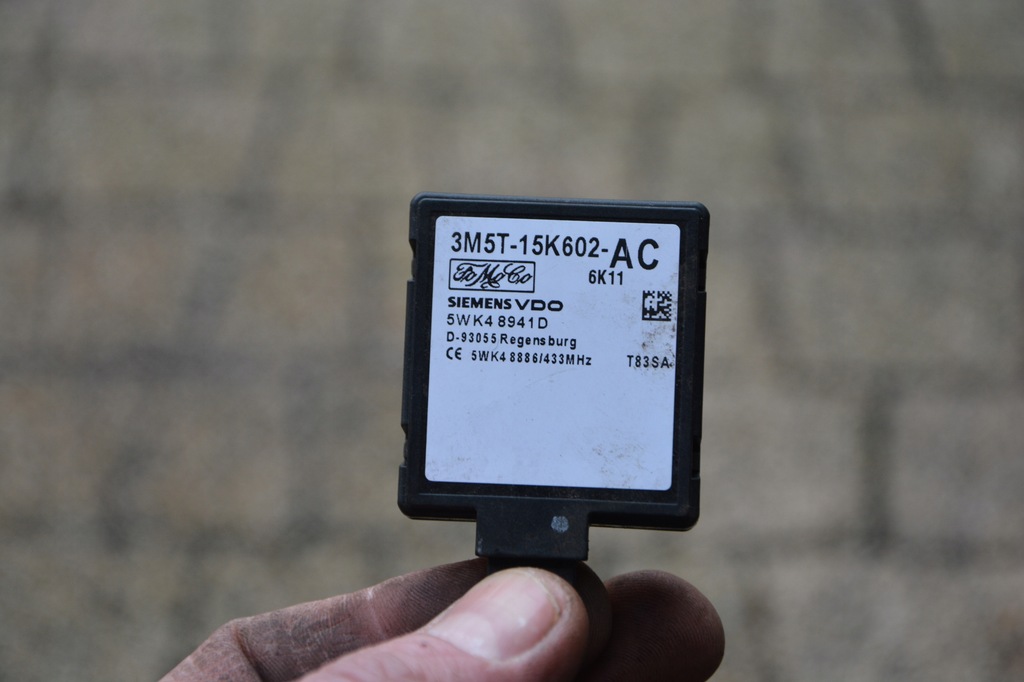 3M5T-15K602-AC
FoMoCo 6K11
SIEMENS VDO
5WK4 8941D
D-93055 Regensburg
CE 5WK4 8886/433MHz T83SA